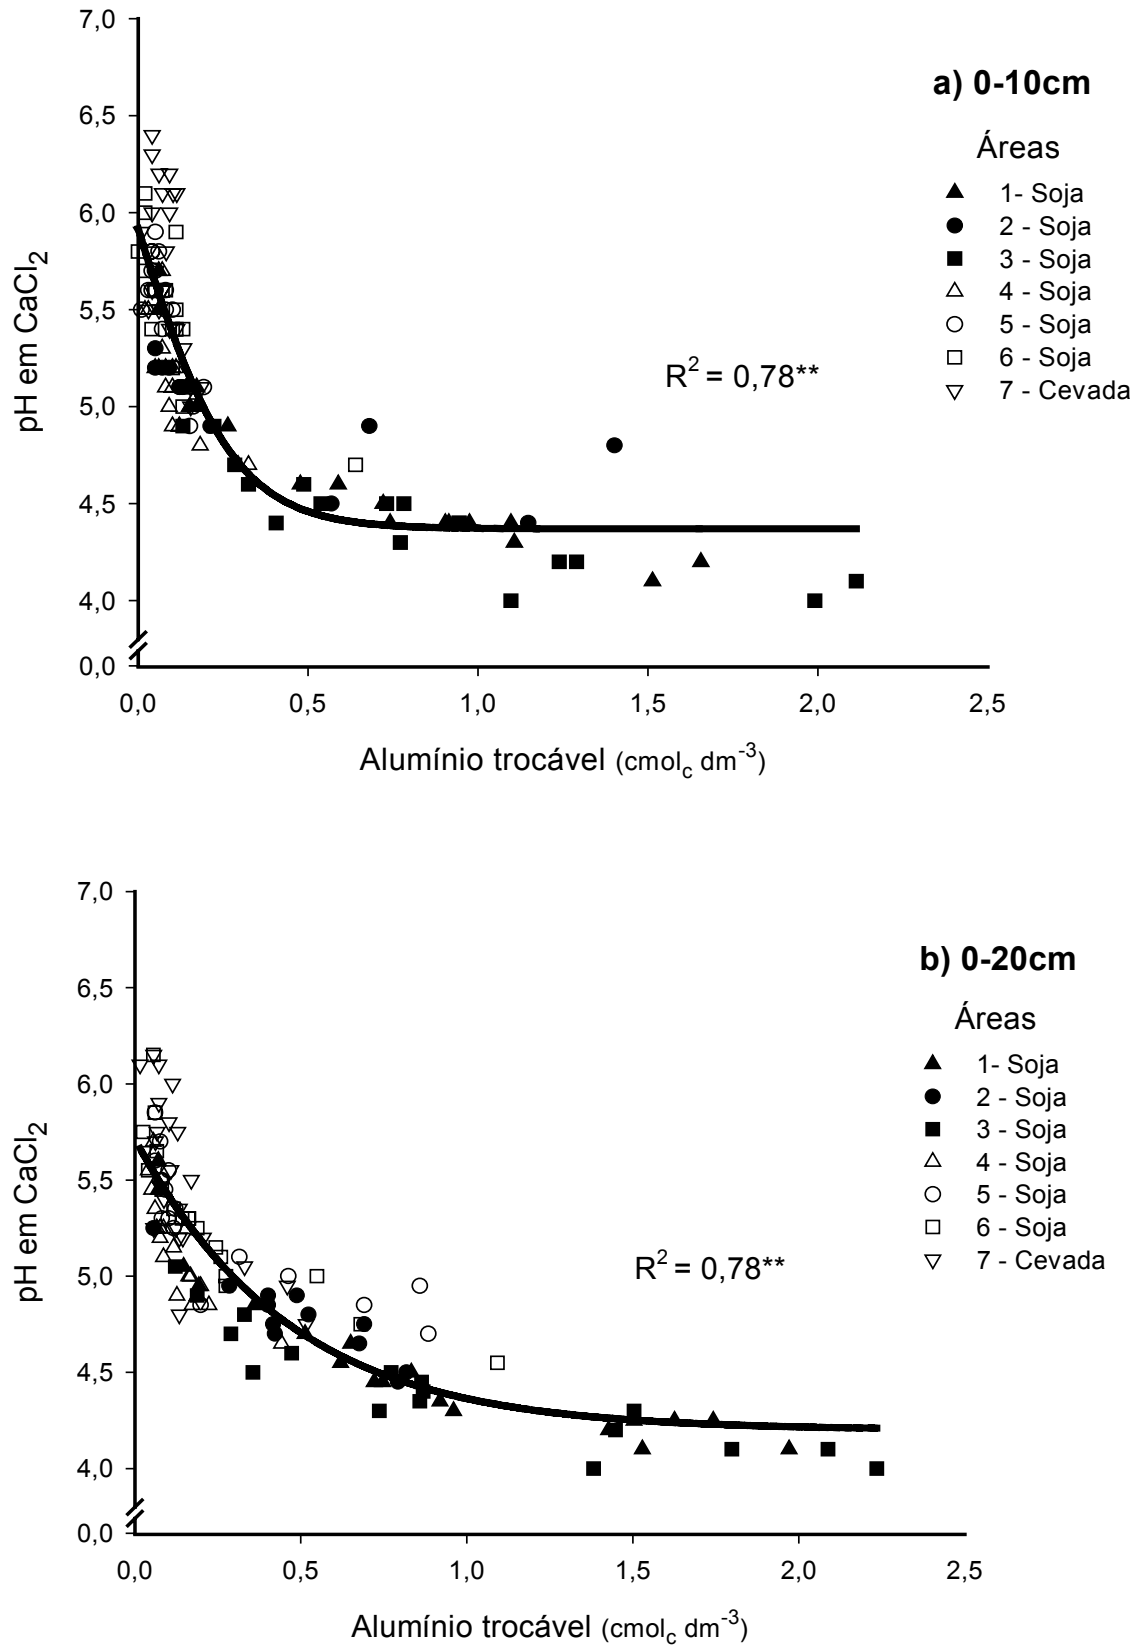 7,0
6,5
6,0
5,5
5,0
4,5
4,0
0,0
pH em CaCl2
a) 0-10cm
Áreas
1- Soja
2 - Soja
3 - Soja
4 - Soja
5 - Soja
6 - Soja
7 - Cevada
R2 = 0,78**
0,0 0,5 1,0 1,5 2,0 2,5
Alumínio trocável (cmolc dm-3)
7,0
6,5
6,0
5,5
5,0
4,5
4,0
0,0
pH em CaCl2
b) 0-20cm
Áreas
1- Soja
2 - Soja
3 - Soja
4 - Soja
5 - Soja
6 - Soja
7 - Cevada
R2 = 0,78**
0,0 0,5 1,0 1,5 2,0 2,5
Alumínio trocável (cmolc dm-3)